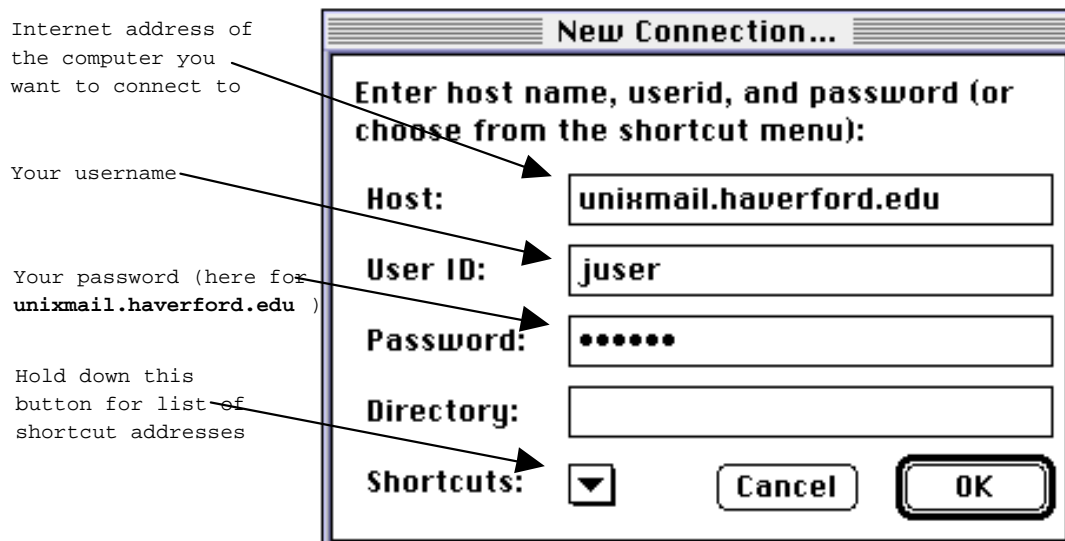 Internet address of
the computer you
want to connect to
Your username
Your password (here for
unixmail.haverford.edu )
Hold down this
button for list of
shortcut addresses
New Connection...
Enter host name, userid, and password (or
choose from the shortcut menu):
Host: unixmail.haverford.edu
User ID: juser
Password: ••••••
Directory:
Shortcuts: Cancel OK